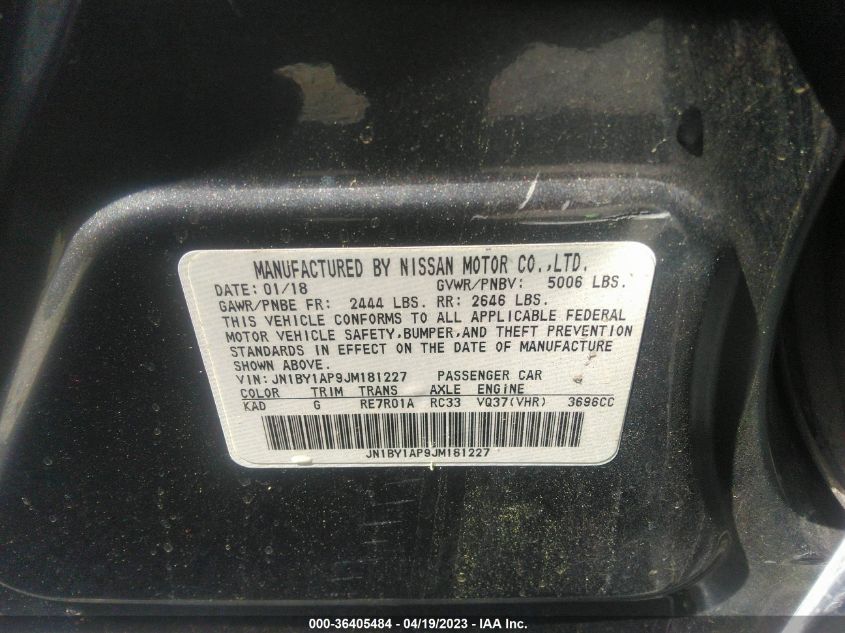 MANUFACTURED BY NISSAN MOTOR CO.,LTD.
DATE: 01/18 GVWR/PNBV: 5006 LBS.
GAWR/PNBE FR: 2444 LBS. RR: 2646 LBS.
THIS VEHICLE CONFORMS TO ALL APPLICABLE FEDERAL
MOTOR VEHICLE SAFETY,BUMPER,AND THEFT PREVENTION
STANDARDS IN EFFECT ON THE DATE OF MANUFACTURE
SHOWN ABOVE.
VIN: JN1BY1AP9JM181227 PASSENGER CAR
COLOR TRIM TRANS AXLE ENGINE
KAD G RE7R01A RC33 VQ37(VHR) 3696CC
JN1BY1AP9JM181227
000-36405484 - 04/19/2023 - IAA Inc.